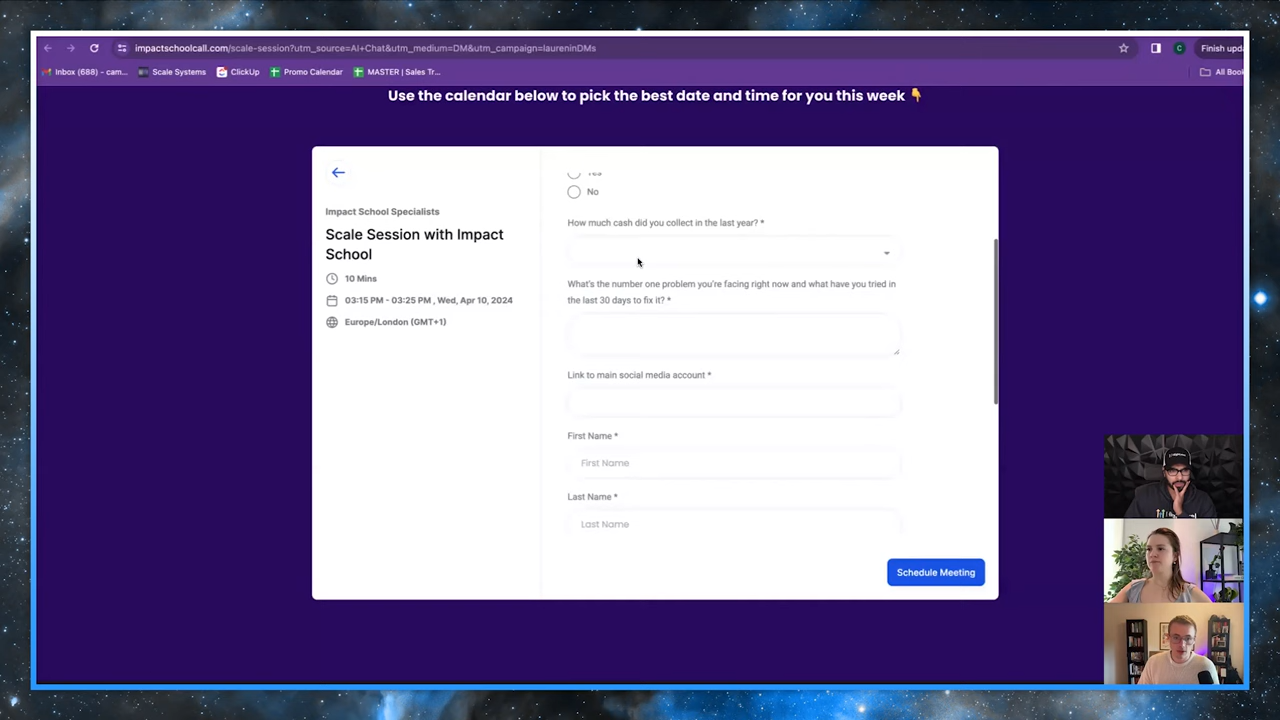 impactschoolcall.com/scale-session?utm_source=AI+Chat&utm_medium=DM&utm_campaign=laureninDMs
C
Finish upda
Inbox (688) - cam...
Scale Systems
ClickUp
Promo Calendar
MASTER | Sales Tr...
All Book
Use the calendar below to pick the best date and time for you this week 👇
Impact School Specialists
Scale Session with Impact
School
10 Mins
03:15 PM - 03:25 PM , Wed, Apr 10, 2024
Europe/London (GMT+1)
Yes
No
How much cash did you collect in the last year? *
What's the number one problem you're facing right now and what have you tried in
the last 30 days to fix it? *
Link to main social media account *
First Name *
First Name
Last Name *
Last Name
Schedule Meeting